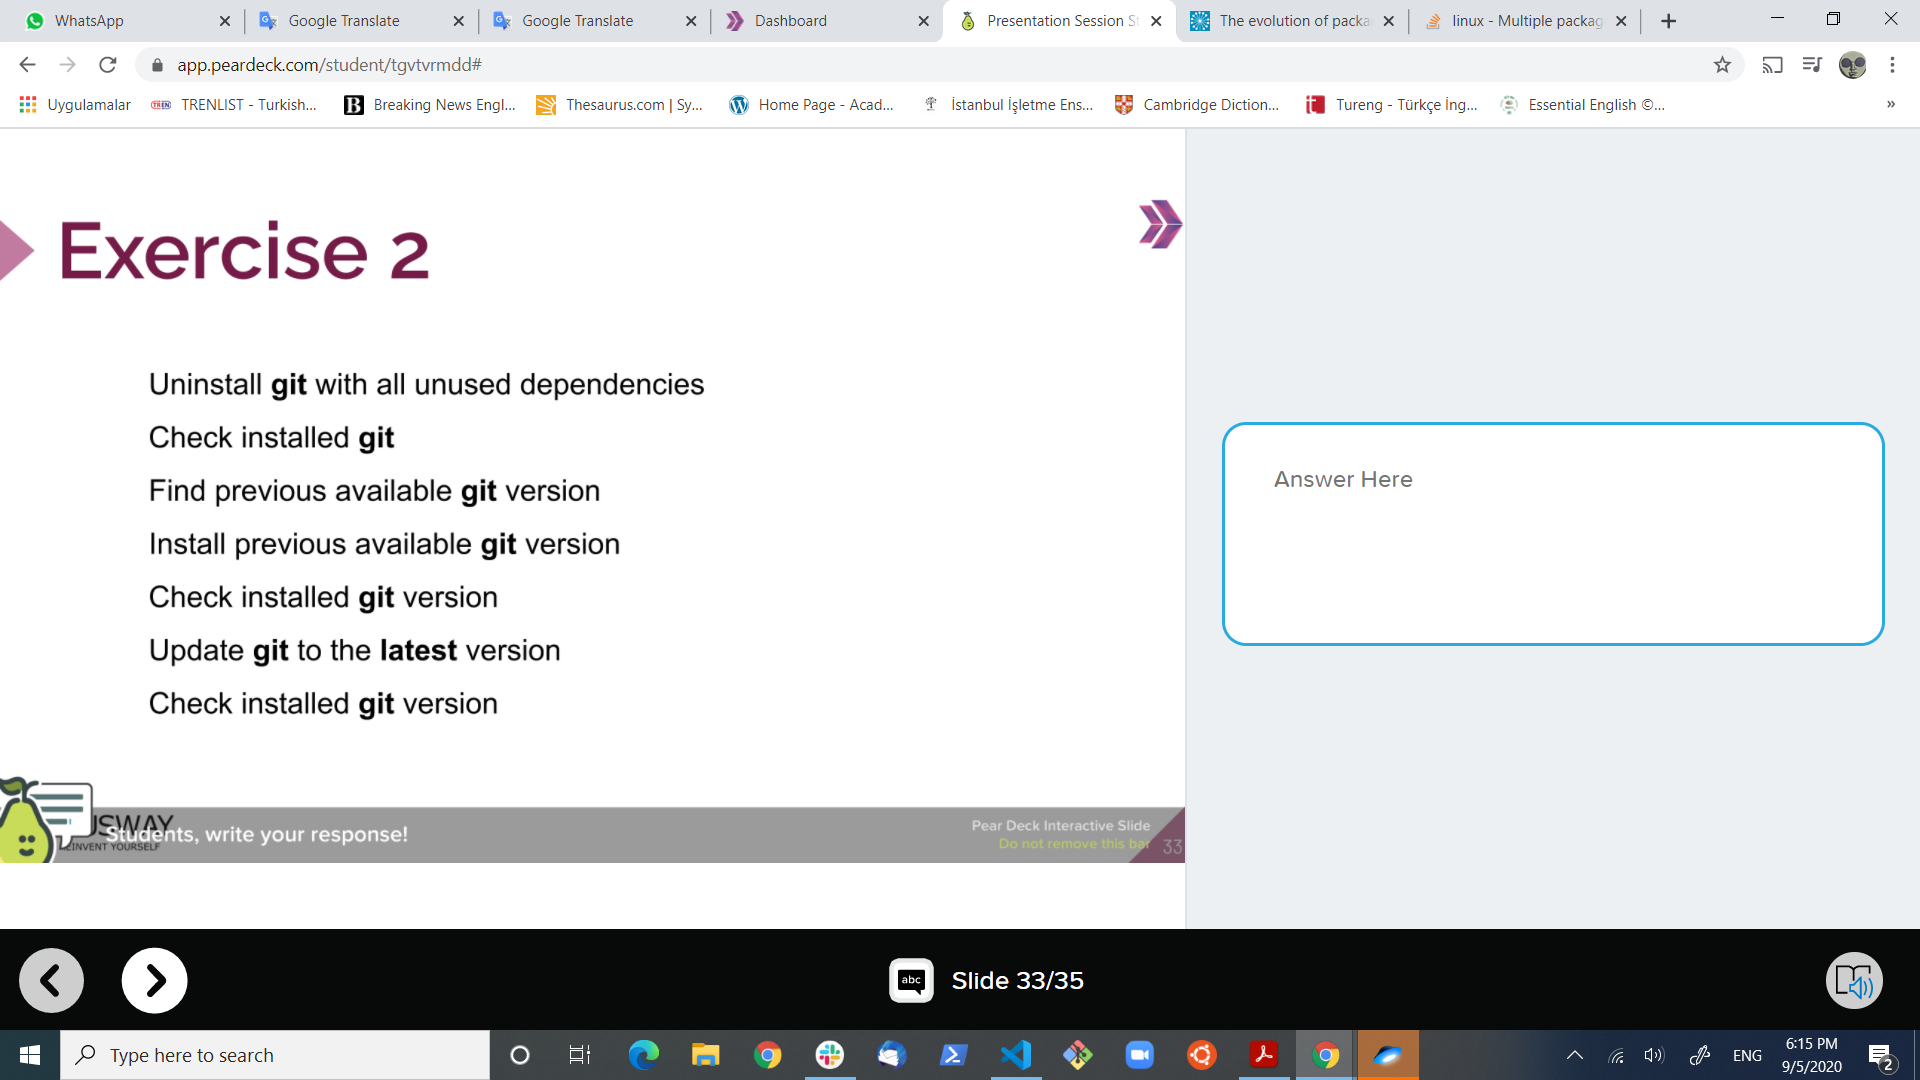 WhatsApp
Google Translate
Google Translate
Dashboard
Presentation Session St
The evolution of packa
linux - Multiple packag
app.peardeck.com/student/tgvtvrmdd#
Uygulamalar
TRENLIST - Turkish...
Breaking News Engl...
Thesaurus.com | Sy...
Home Page - Acad...
İstanbul İşletme Ens...
Cambridge Diction...
Tureng - Türkçe İng...
Essential English ©...
»
Exercise 2
Uninstall git with all unused dependencies
Check installed git
Find previous available git version
Install previous available git version
Check installed git version
Update git to the latest version
Check installed git version
Answer Here
USWAY
REINVENT YOURSELF
Students, write your response!
Pear Deck Interactive Slide
Do not remove this bar
33
abc
Slide 33/35
Type here to search
ENG
6:15 PM
9/5/2020
2